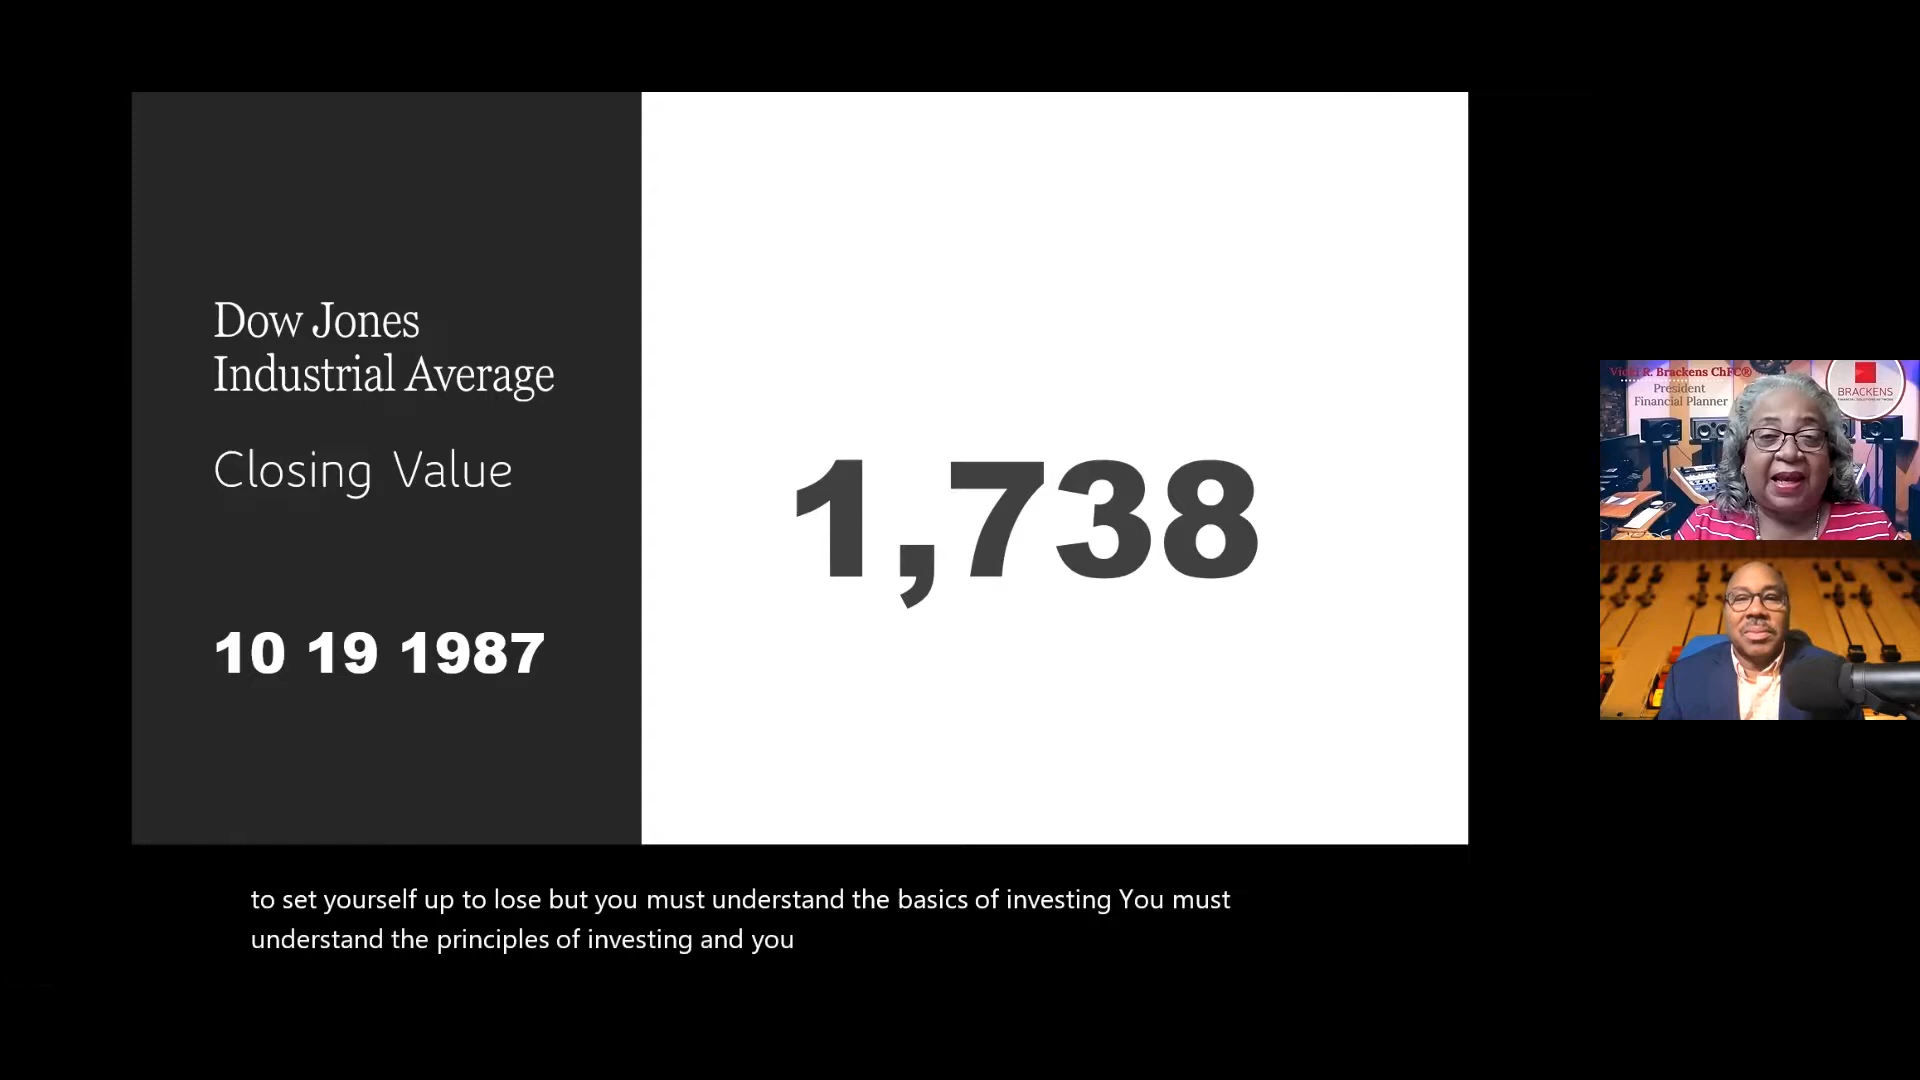 Dow Jones
Industrial Average
Closing Value
10 19 1987
1,738
Vicki R. Brackens ChFC®
President
Financial Planner
BRACKENS
to set yourself up to lose but you must understand the basics of investing You must
understand the principles of investing and you